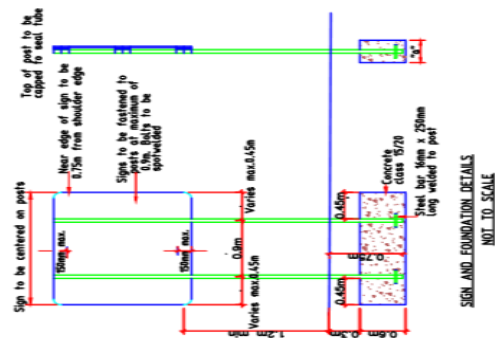 Top of post to be
capped to seal tube
Near edge of sign to be
0.75m from shoulder edge
Signs to be fastened to
posts at maximum of
0.9m. Bolts to be
spotwelded
"a"
Sign to be centered on posts
150mm max.
150mm max.
Varies max.0.45m
0.9m
Varies max.0.45m
0.45m
0.45m
Concrete
class 15/20
Steel bar 16mm x 250mm
long welded to post
SIGN AND FOUNDATION DETAILS
NOT TO SCALE